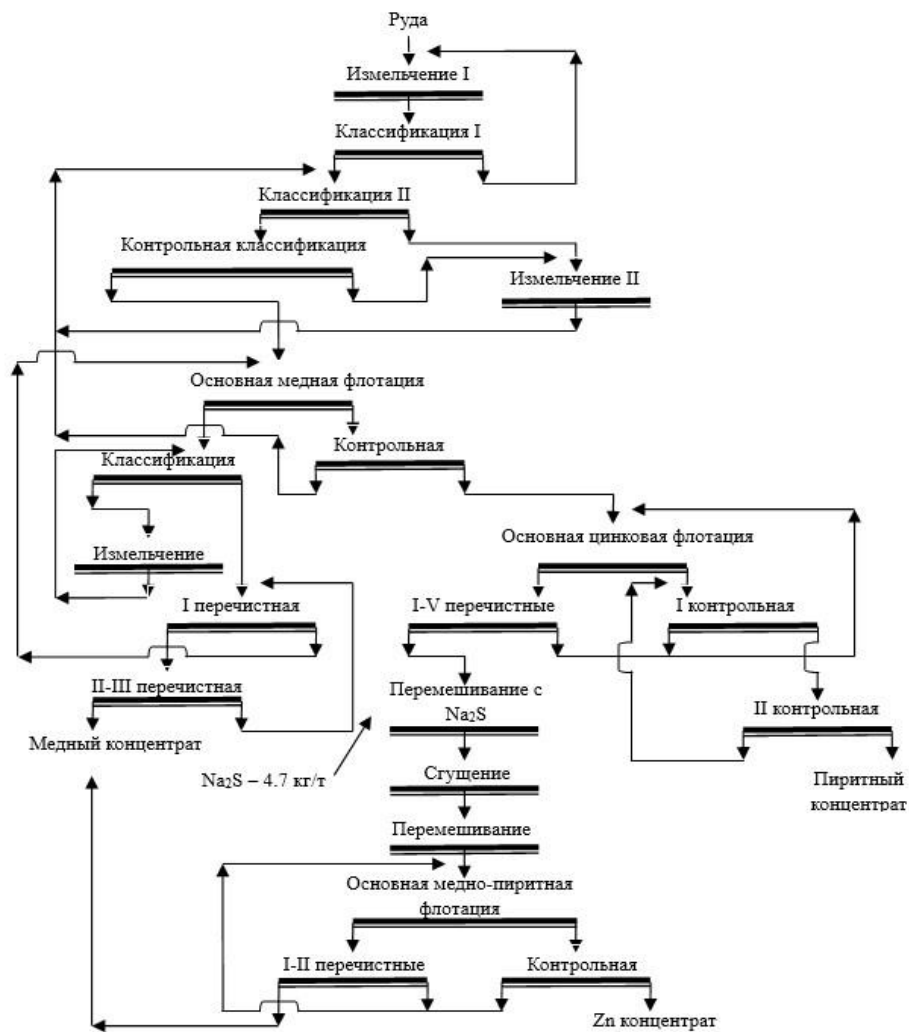 Руда
Измельчение I
Классификация I
Классификация II
Контрольная классификация
Измельчение II
Основная медная флотация
Контрольная
Классификация
Основная цинковая флотация
Измельчение
I перечистная
I-V перечистные
I контрольная
II-III перечистная
Перемешивание с
Na₂S
II контрольная
Медный концентрат
Na₂S – 4.7 кг/т
Сгущение
Пиритный
концентрат
Перемешивание
Основная медно-пиритная
флотация
I-II перечистные
Контрольная
Zn концентрат